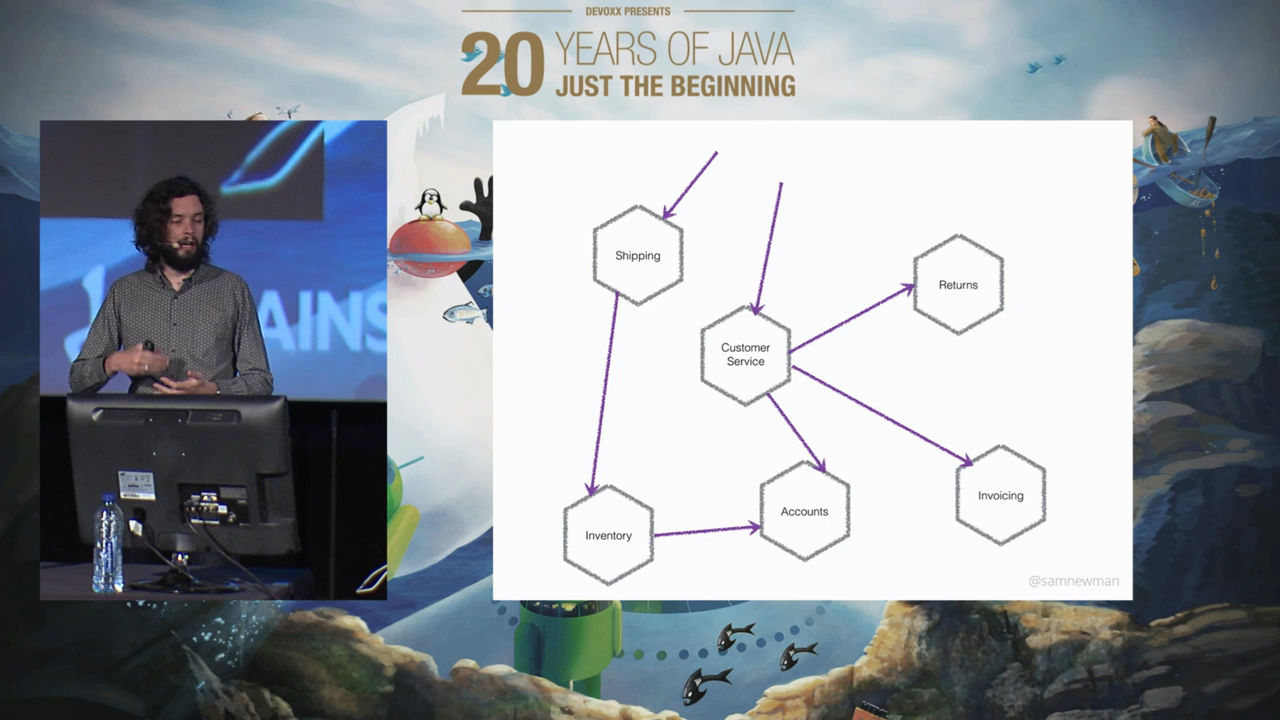 DEVOXX PRESENTS
20 YEARS OF JAVA
JUST THE BEGINNING
AINS
Shipping
Customer
Service
Returns
Inventory
Accounts
Invoicing
@samnewman